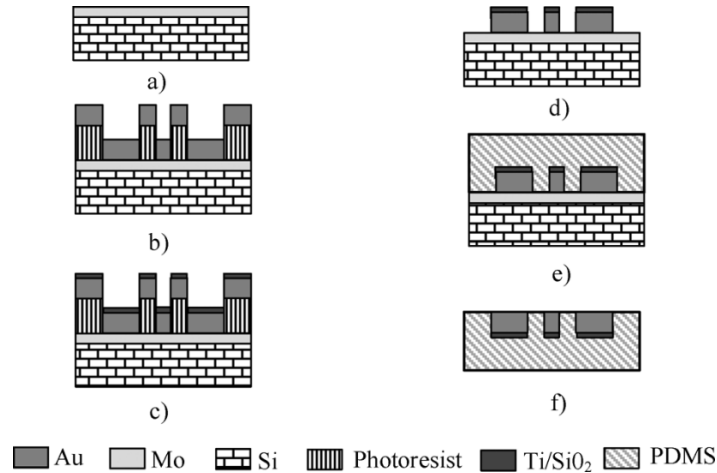 a)
b)
c)
d)
e)
f)
Au Mo Si Photoresist Ti/Si0₂ PDMS